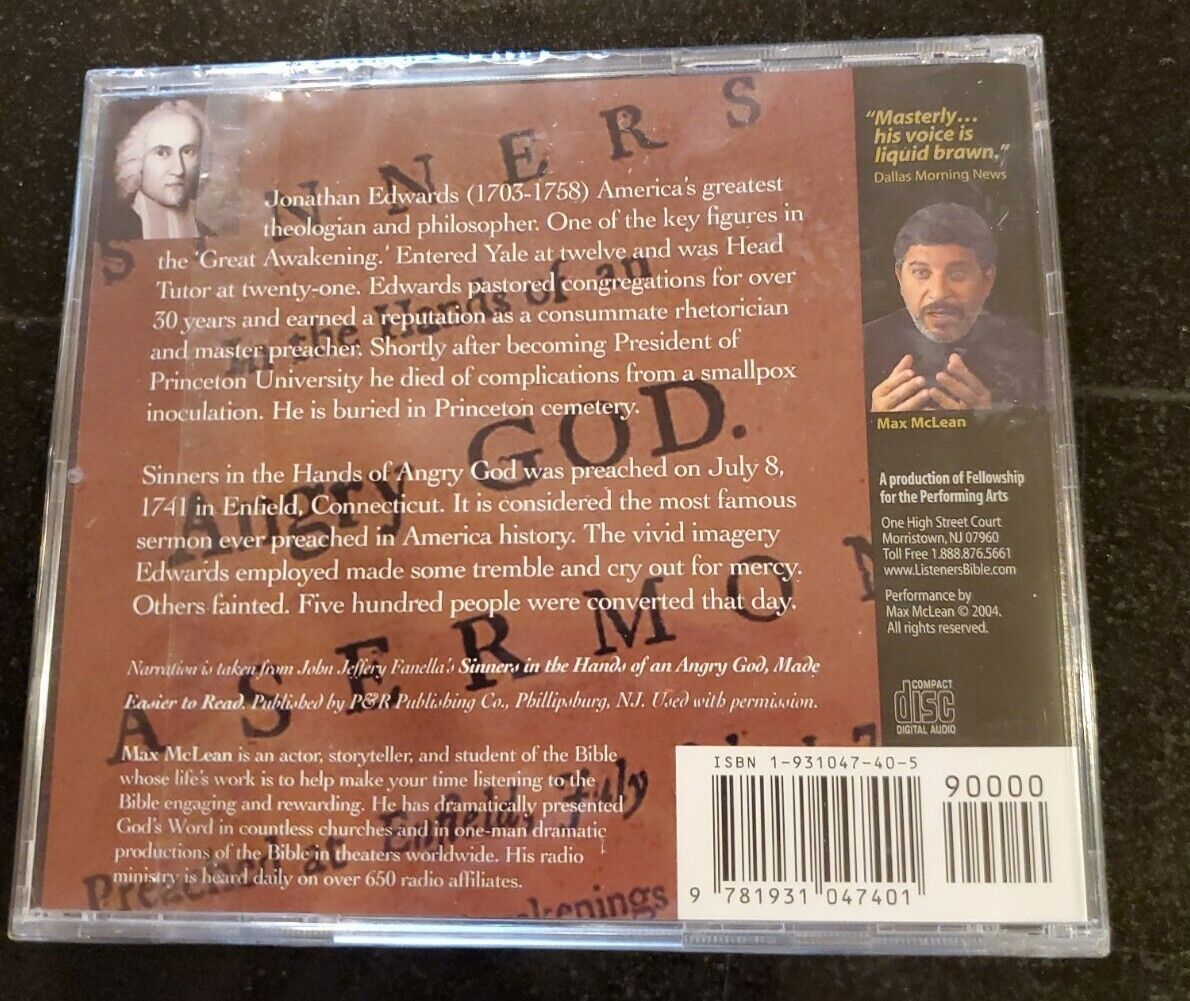 SINNERS
In the Hands of an
Angry GOD.
A SERMON
Preached at Enfield, July
Jonathan Edwards (1703-1758) America's greatest
theologian and philosopher. One of the key figures in
the 'Great Awakening.' Entered Yale at twelve and was Head
Tutor at twenty-one. Edwards pastored congregations for over
30 years and earned a reputation as a consummate rhetorician
and master preacher. Shortly after becoming President of
Princeton University he died of complications from a smallpox
inoculation. He is buried in Princeton cemetery.
Sinners in the Hands of Angry God was preached on July 8,
1741 in Enfield, Connecticut. It is considered the most famous
sermon ever preached in America history. The vivid imagery
Edwards employed made some tremble and cry out for mercy.
Others fainted. Five hundred people were converted that day.
Narration is taken from John Jeffery Fanella's Sinners in the Hands of an Angry God, Made
Easier to Read. Published by P&R Publishing Co., Phillipsburg, NJ. Used with permission.
Max McLean is an actor, storyteller, and student of the Bible
whose life's work is to help make your time listening to the
Bible engaging and rewarding. He has dramatically presented
God's Word in countless churches and in one-man dramatic
productions of the Bible in theaters worldwide. His radio
ministry is heard daily on over 650 radio affiliates.
"Masterly...
his voice is
liquid brawn."
Dallas Morning News
Max McLean
A production of Fellowship
for the Performing Arts
One High Street Court
Morristown, NJ 07960
Toll Free 1.888.876.5661
www.ListenersBible.com
Performance by
Max McLean © 2004.
All rights reserved.
COMPACT
disc
DIGITAL AUDIO
ISBN 1-931047-40-5
90000
9 781931 047401